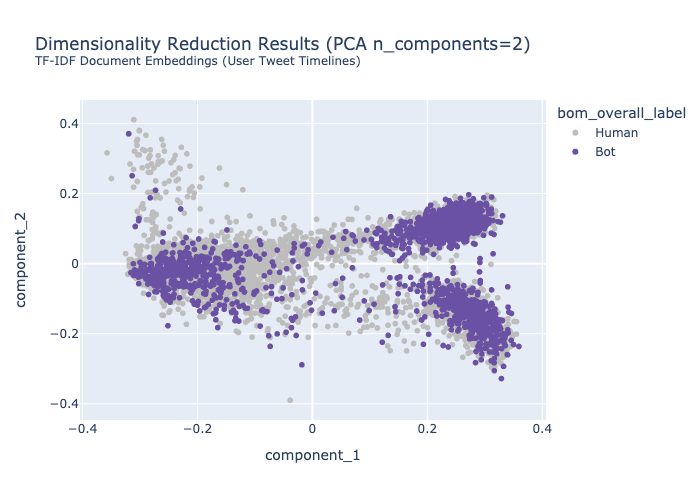 Dimensionality Reduction Results (PCA n_components=2)
TF-IDF Document Embeddings (User Tweet Timelines)
bom_overall_label
Human
Bot
0.4
0.2
0
−0.2
−0.4
component_2
−0.4
−0.2
0
0.2
0.4
component_1